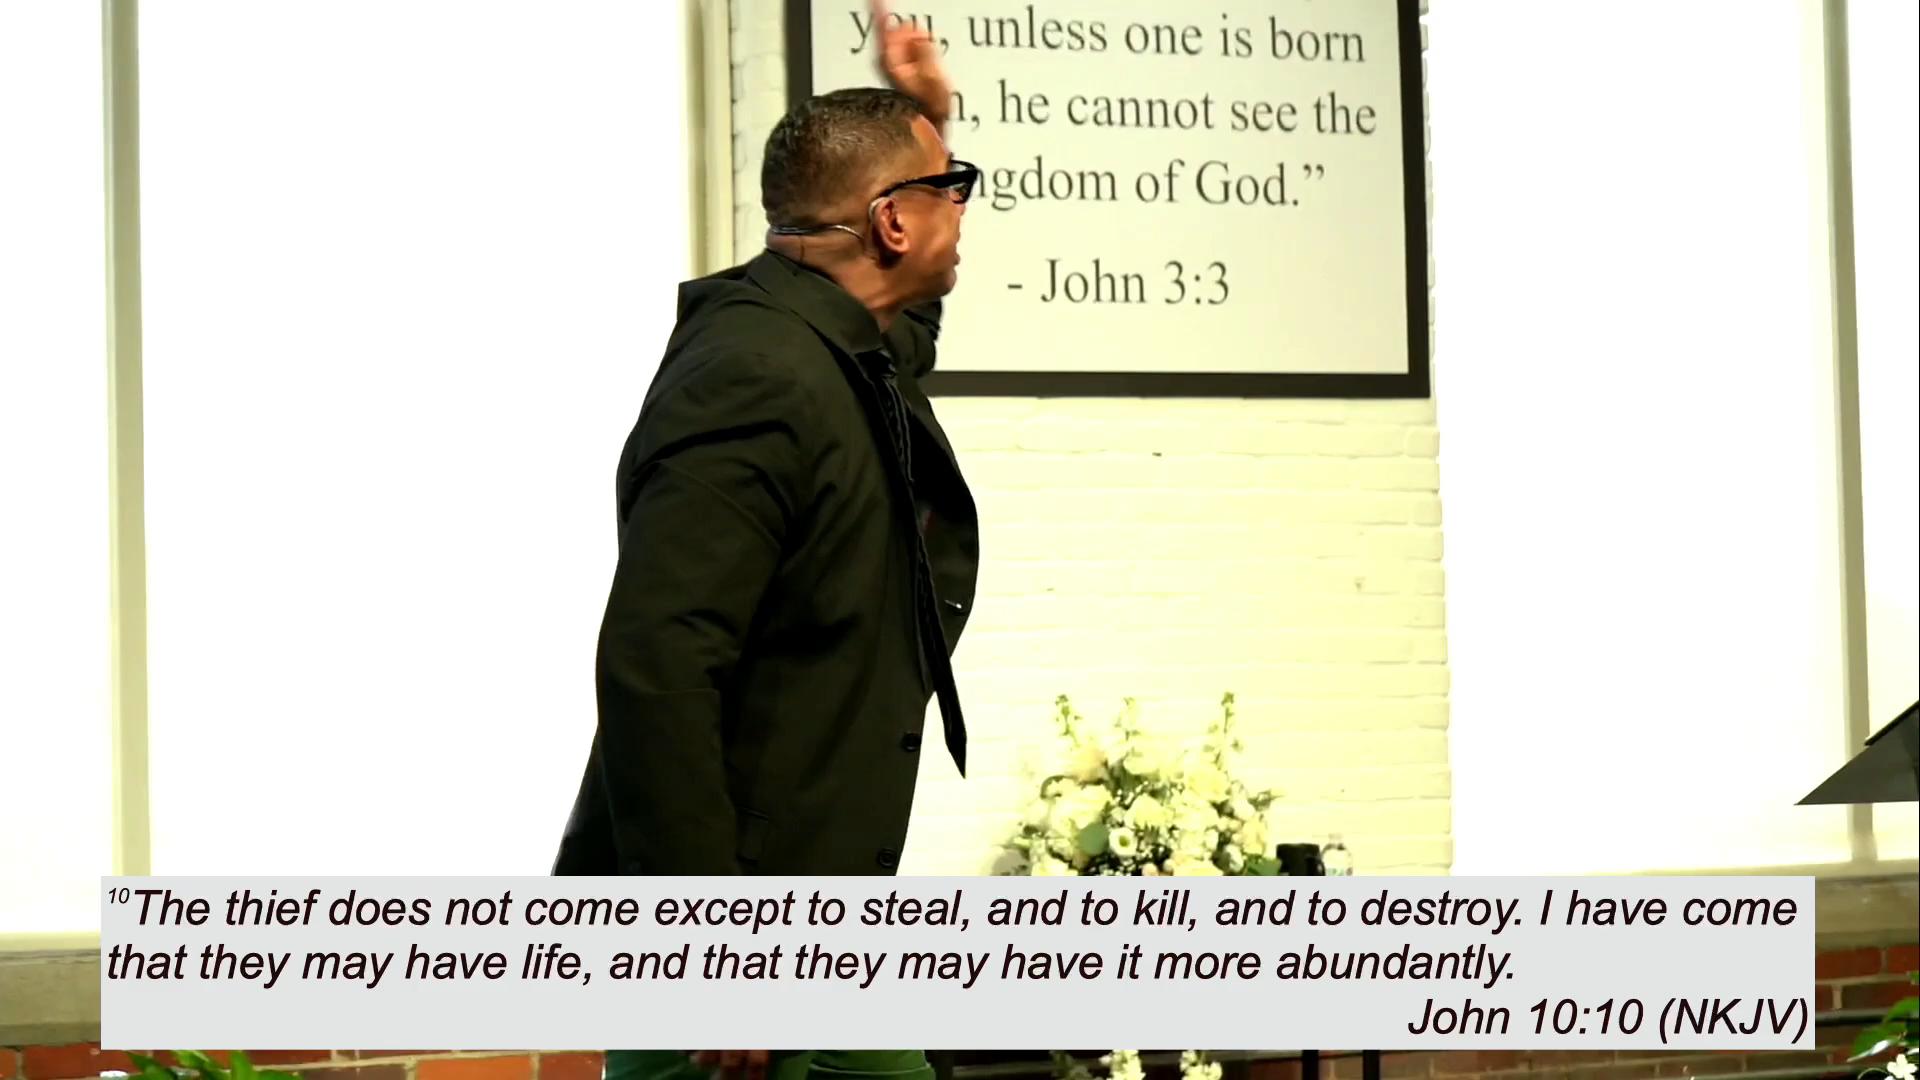 you, unless one is born
he cannot see the
of God.”
- John 3:3
10The thief does not come except to steal, and to kill, and to destroy. I have come
that they may have life, and that they may have it more abundantly.
John 10:10 (NKJV)